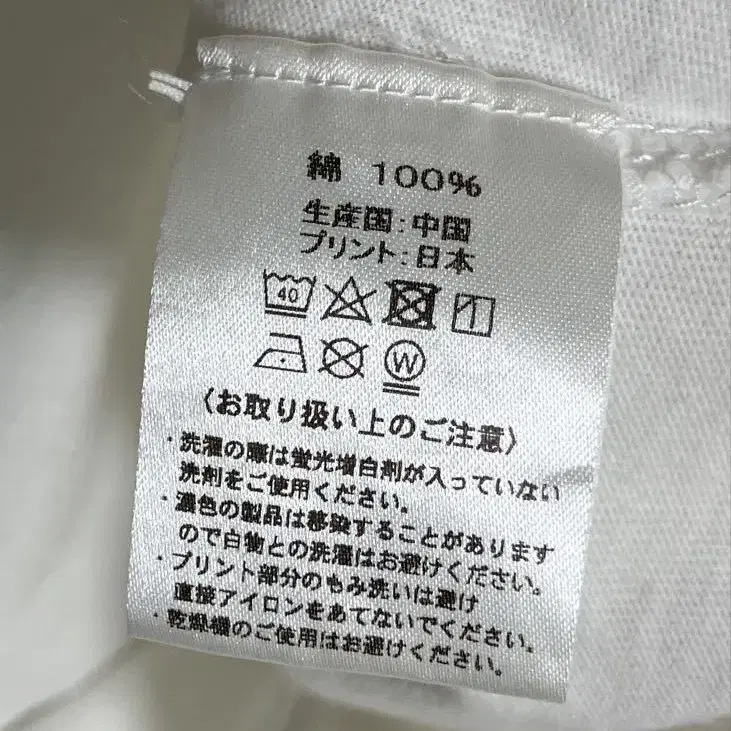 綿 100%
生産国:中国
プリント:日本
40
W
〈お取り扱い上のご注意〉
・洗濯の際は蛍光増白剤が入っていない
洗剤をご使用ください。
・濃色の製品は移染することがあります
ので白物との洗濯はお避けください。
・プリント部分のもみ洗いは避け
直接アイロンをあてないでください。
・乾燥機のご使用はお避けください。